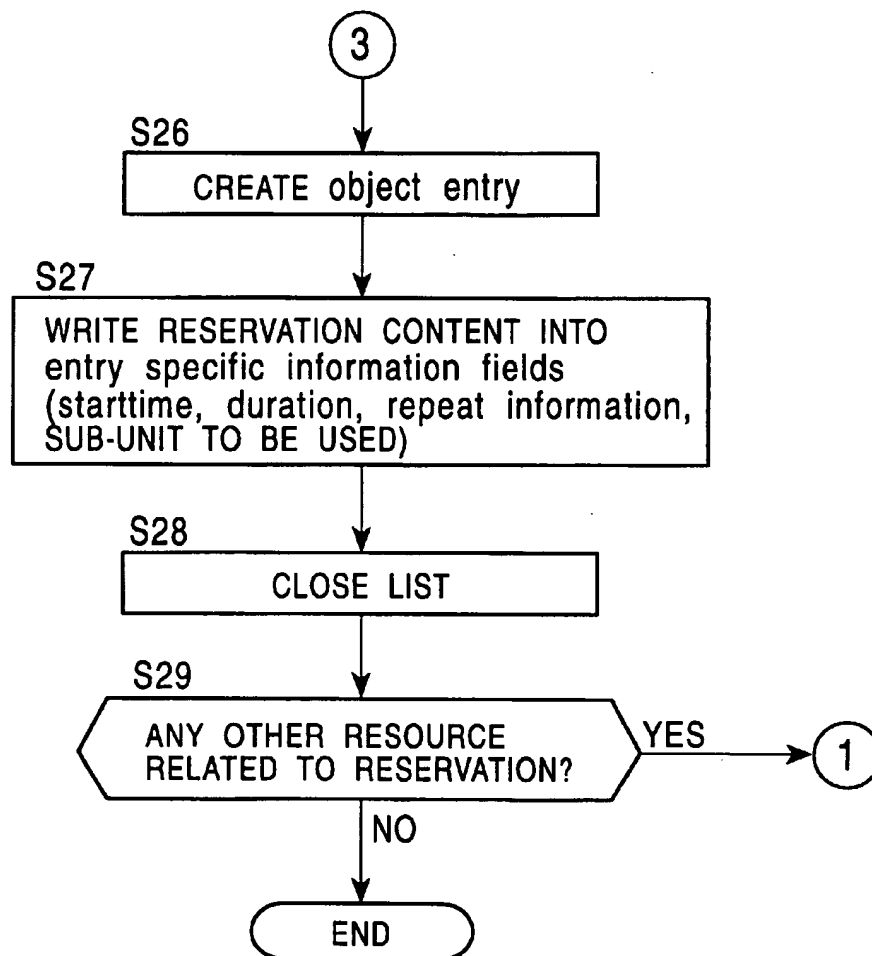 3
S26
CREATE object entry
S27
WRITE RESERVATION CONTENT INTO
entry specific information fields
(starttime, duration, repeat information,
SUB-UNIT TO BE USED)
S28
CLOSE LIST
S29
ANY OTHER RESOURCE
RELATED TO RESERVATION?
YES
1
NO
END